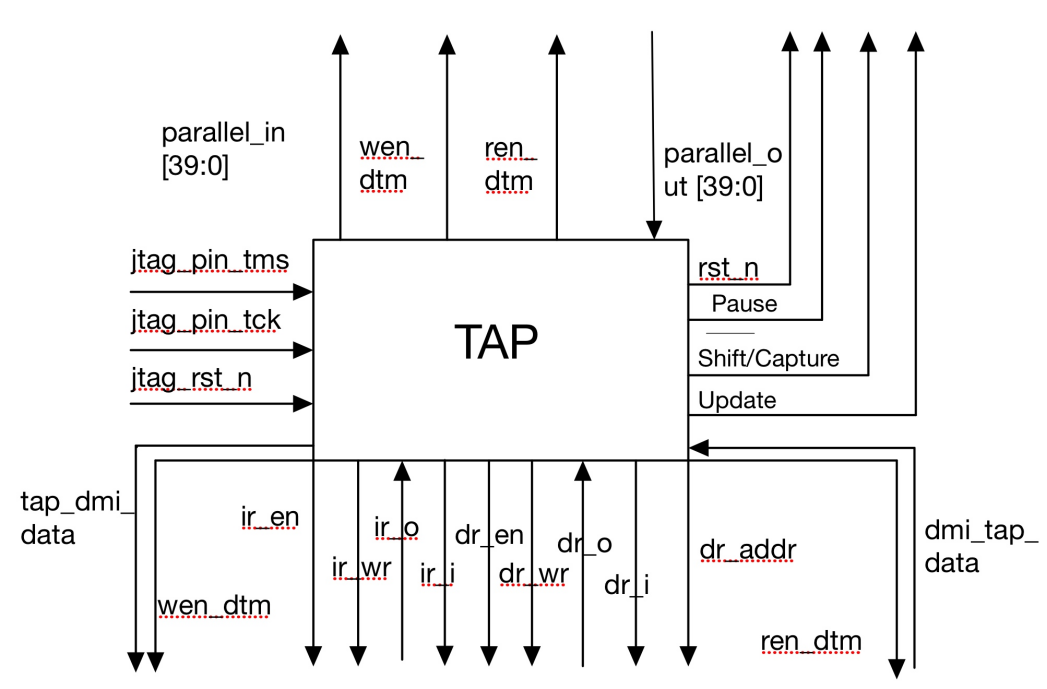 parallel_in
[39:0]
wen_
dtm
ren_
dtm
parallel_o
ut [39:0]
jtag_pin_tms
jtag_pin_tck
jtag_rst_n
TAP
rst_n
Pause
Shift/Capture
Update
tap_dmi_
data
wen_dtm
ir_en
ir_wr
ir_o
ir_i
dr_en
dr_wr
dr_o
dr_i
dr_addr
ren_dtm
dmi_tap_
data